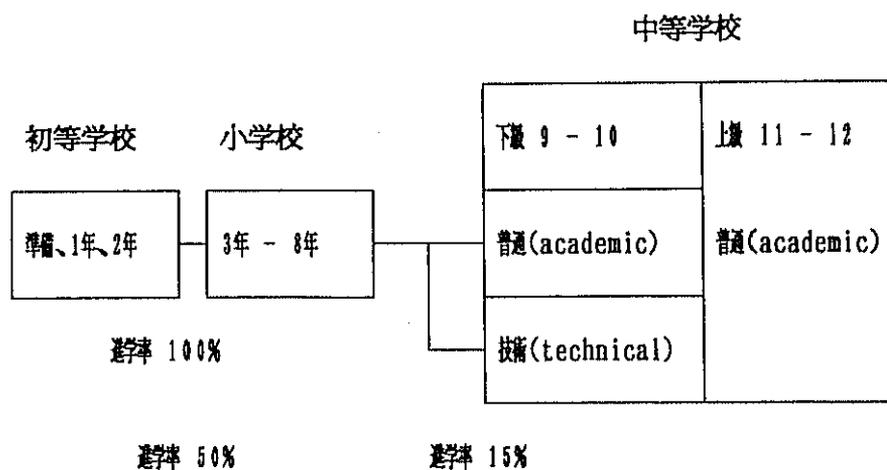 中等学校
初等学校
小学校
下級 9 - 10
上級 11 - 12
準備、1年、2年
3年 - 8年
普通(academic)
普通(academic)
技術(technical)
進学率 100%
進学率 50%
進学率 15%